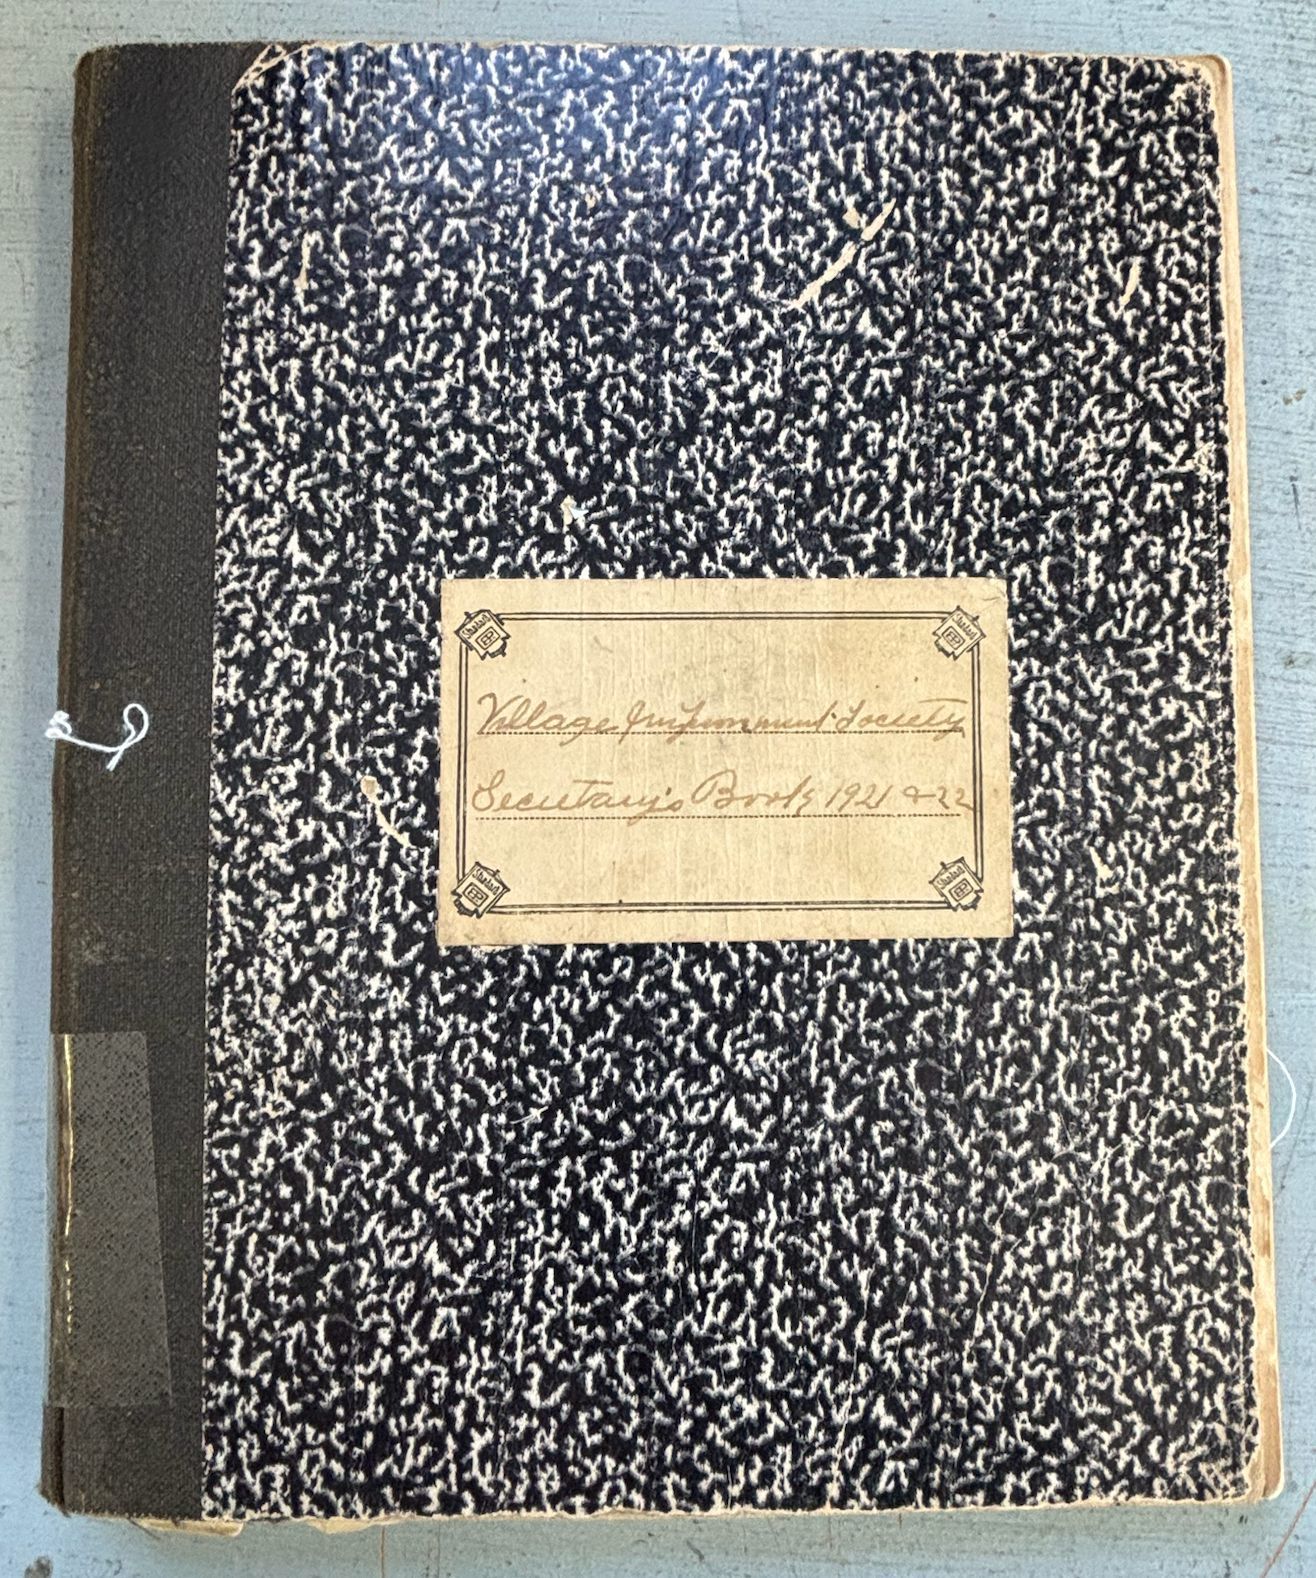 Village Improvement Society
Secretary's Book 1921 & 22